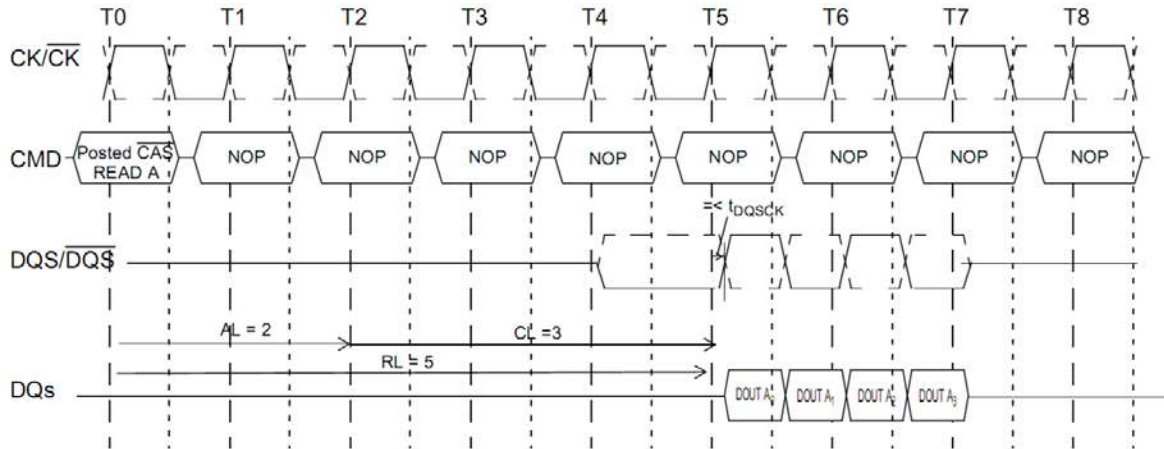 T0 T1 T2 T3 T4 T5 T6 T7 T8
CK/CK
CMD
Posted CAS
READ A
NOP NOP NOP NOP NOP NOP NOP NOP
=< tDQSCK
DQS/DQS
AL = 2
CL =3
RL = 5
DQs
DOUT A0 DOUT A1 DOUT A2 DOUT A3